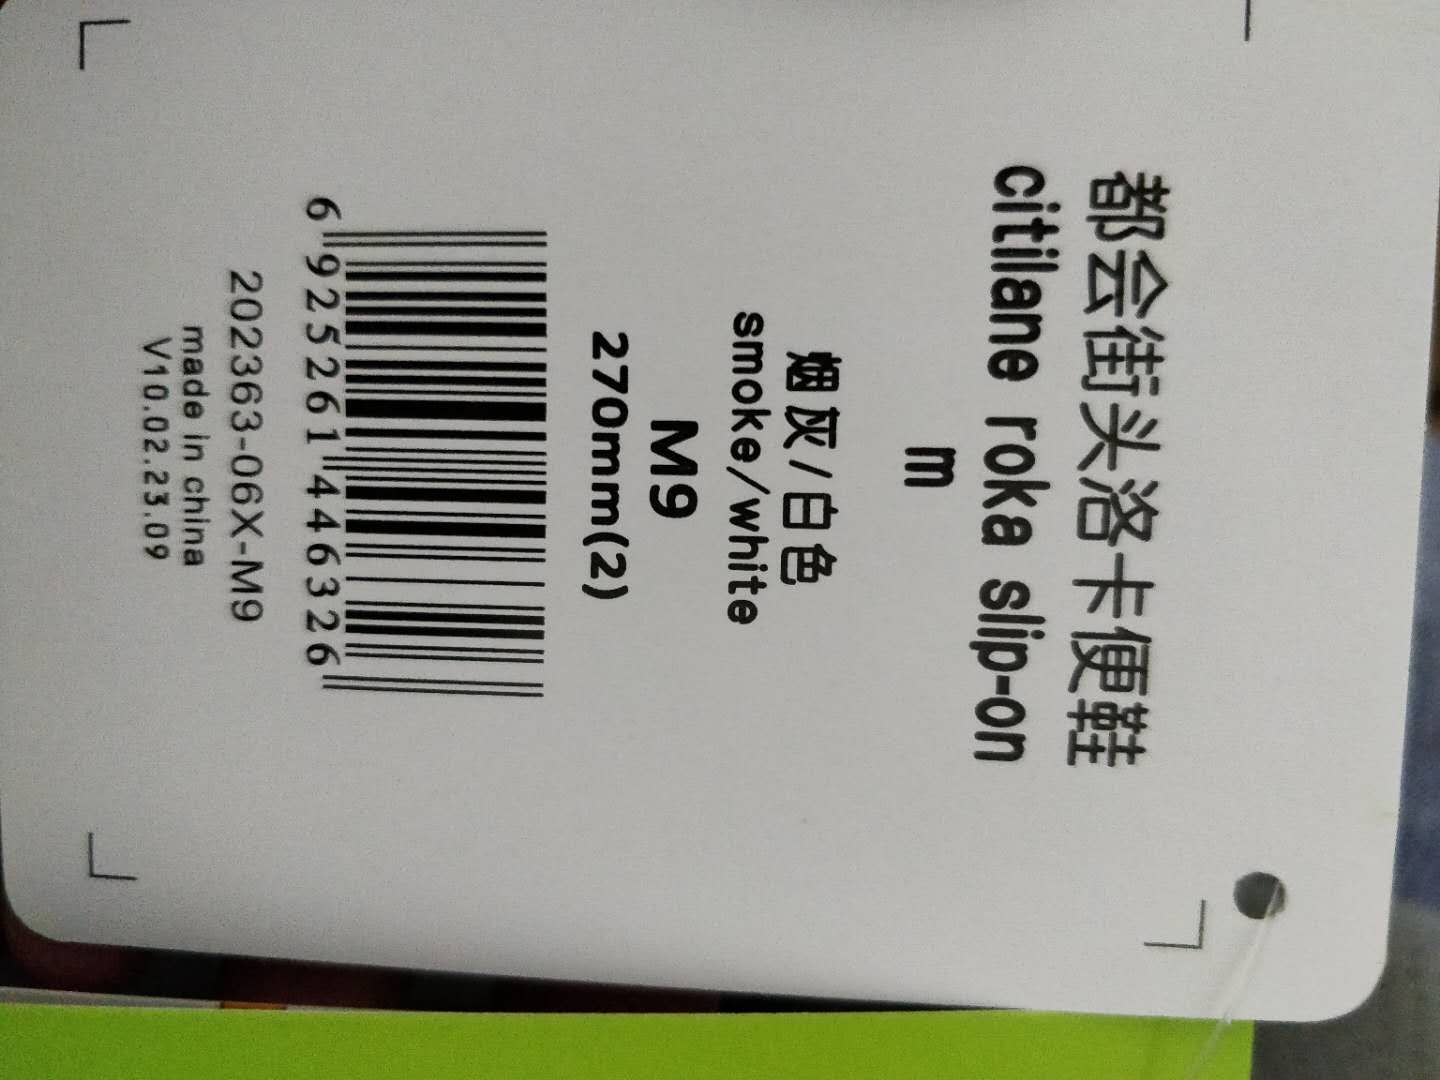 都会街头洛卡便鞋
citilane roka slip-on
m
烟灰/白色
smoke/white
M9
270mm(2)
6 925261 446326
202363-06X-M9
made in china
V10.02.23.09